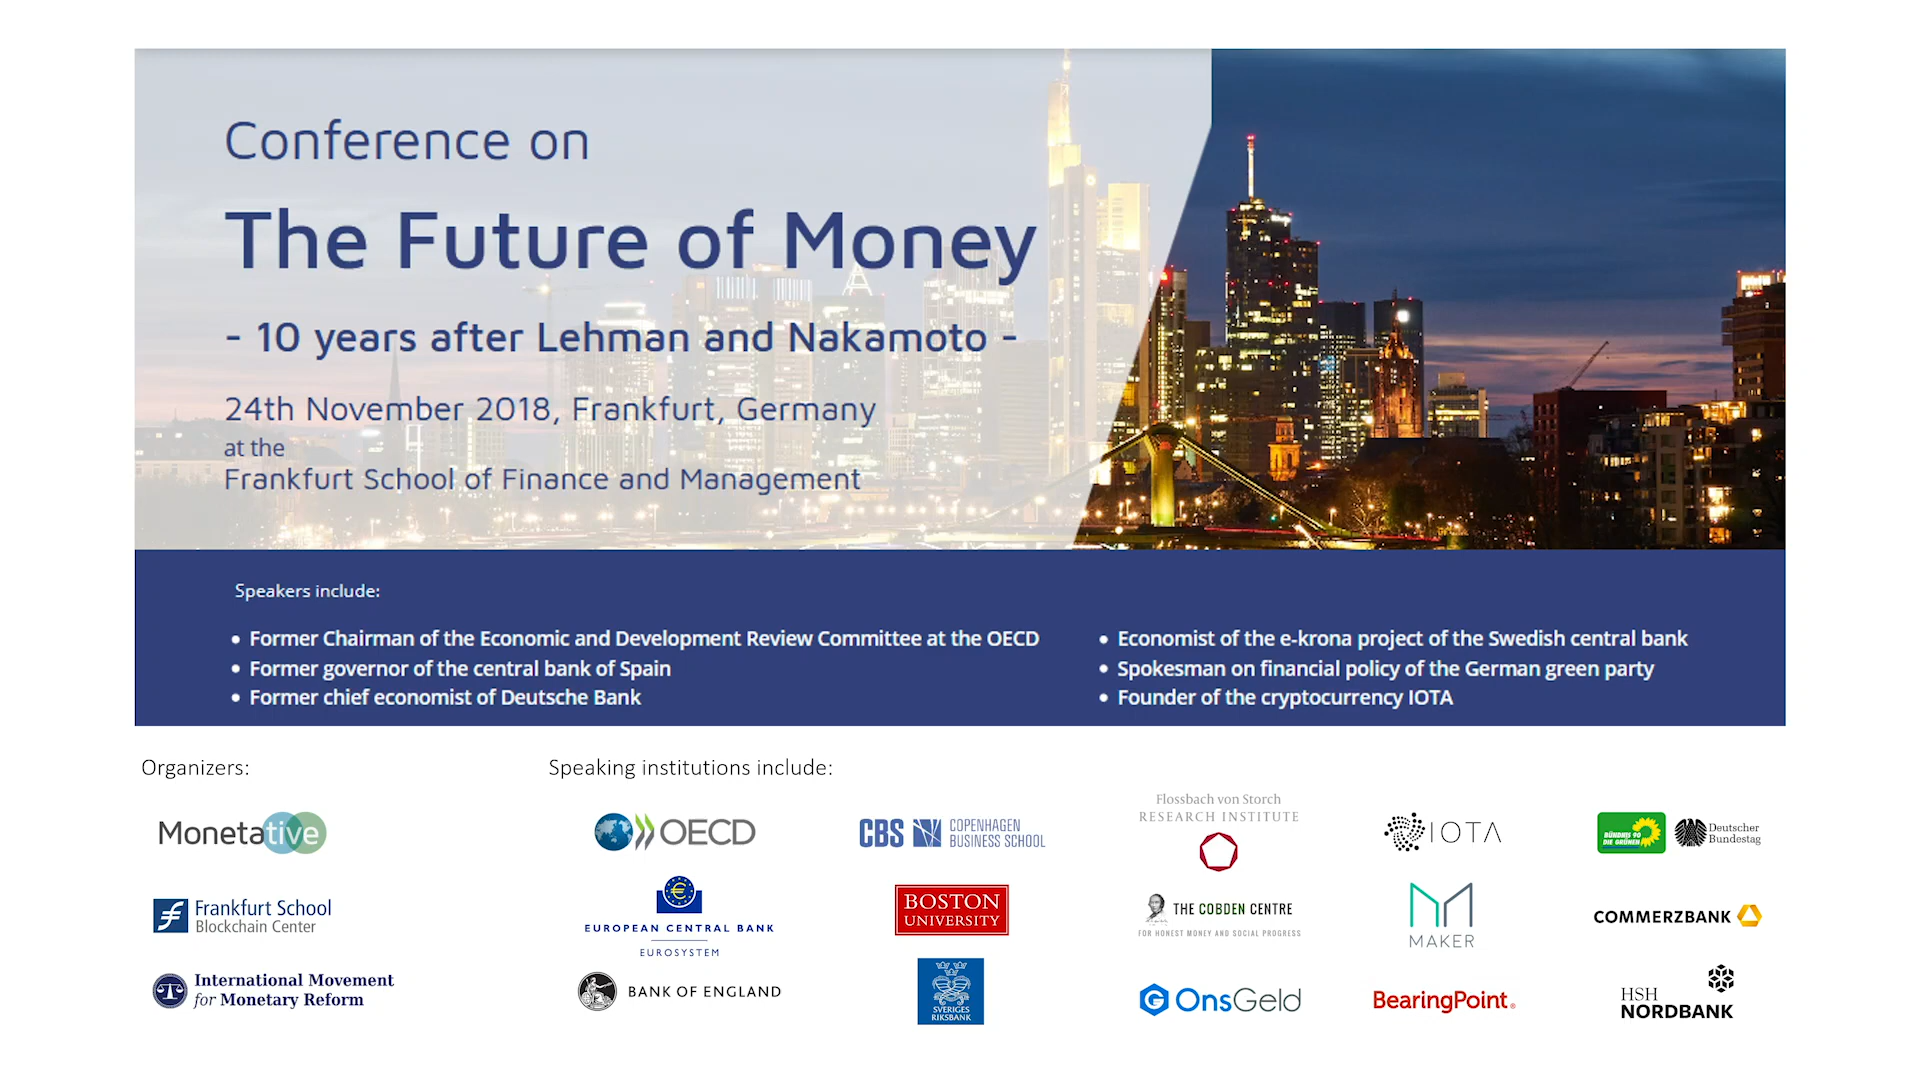 Conference on
The Future of Money
- 10 years after Lehman and Nakamoto -
24th November 2018, Frankfurt, Germany
at the
Frankfurt School of Finance and Management
Speakers include:
• Former Chairman of the Economic and Development Review Committee at the OECD
• Former governor of the central bank of Spain
• Former chief economist of Deutsche Bank
• Economist of the e-krona project of the Swedish central bank
• Spokesman on financial policy of the German green party
• Founder of the cryptocurrency IOTA
Organizers:
Monetative
Frankfurt School
Blockchain Center
International Movement
for Monetary Reform
Speaking institutions include:
OECD
CBS COPENHAGEN
BUSINESS SCHOOL
Flossbach von Storch
RESEARCH INSTITUTE
IOTA
BÜNDNIS 90
DIE GRÜNEN
Deutscher
Bundestag
EUROPEAN CENTRAL BANK
EUROSYSTEM
BOSTON
UNIVERSITY
THE COBDEN CENTRE
FOR HONEST MONEY AND SOCIAL PROGRESS
MAKER
COMMERZBANK
BANK OF ENGLAND
SVERIGES
RIKSBANK
OnsGeld
BearingPoint®
HSH
NORDBANK